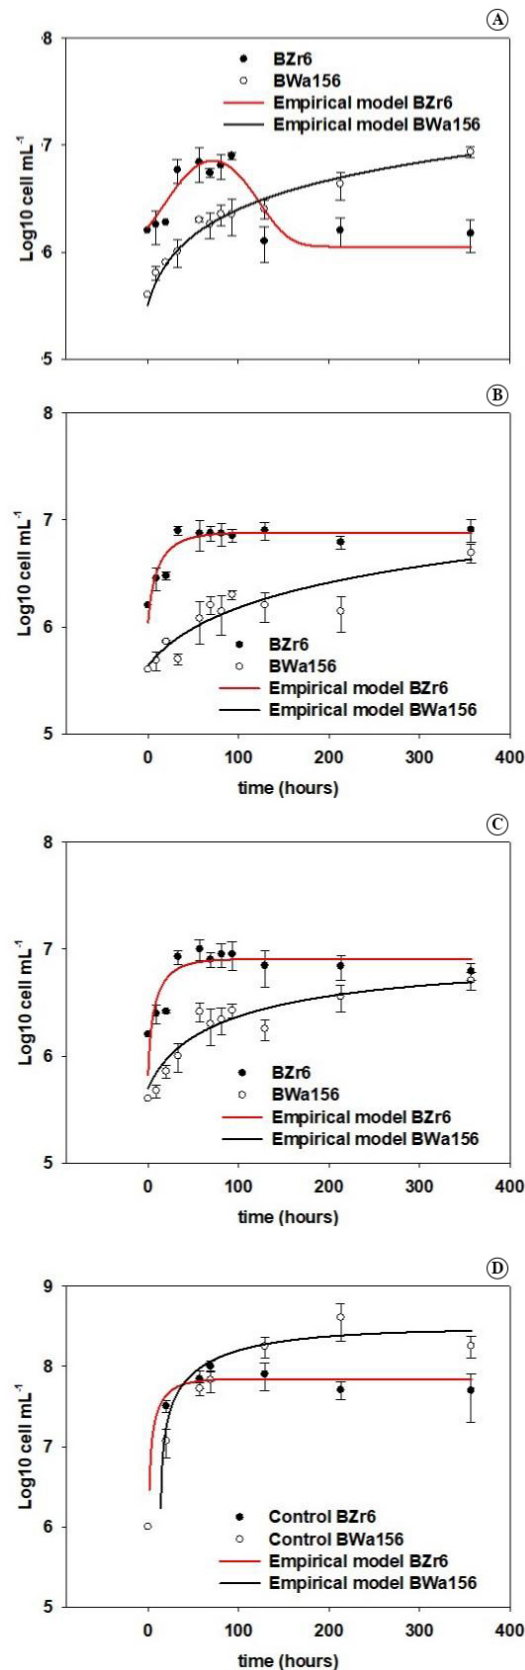 A
·8
BZr6
BWa156
Empirical model BZr6
Empirical model BWa156
·7
Log10 cell mL-1
·6
·5
B
8
7
Log10 cell mL-1
6
BZr6
BWa156
Empirical model BZr6
Empirical model BWa156
5
0 100 200 300 400
time (hours)
C
8
7
Log10 cell mL-1
6
BZr6
BWa156
Empirical model BZr6
Empirical model BWa156
5
0 100 200 300 400
time (hours)
D
9
8
Log10 cell mL-1
7
Control BZr6
Control BWa156
6
Empirical model BZr6
Empirical model BWa156
5
0 100 200 300 400
time (hours)